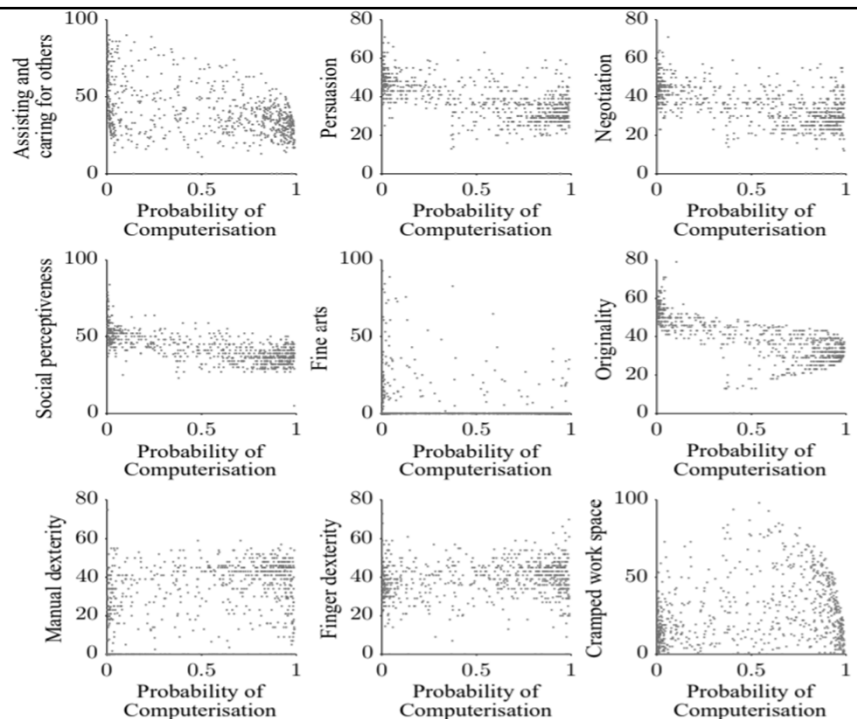 Assisting and
caring for others
100
50
0
0
0.5
1
Probability of
Computerisation
Persuasion
80
60
40
20
0
0
0.5
1
Probability of
Computerisation
Negotiation
80
60
40
20
0
0
0.5
1
Probability of
Computerisation
Social perceptiveness
100
50
0
0
0.5
1
Probability of
Computerisation
Fine arts
100
50
0
0
0.5
1
Probability of
Computerisation
Originality
80
60
40
20
0
0
0.5
1
Probability of
Computerisation
Manual dexterity
80
60
40
20
0
0
0.5
1
Probability of
Computerisation
Finger dexterity
80
60
40
20
0
0
0.5
1
Probability of
Computerisation
Cramped work space
100
50
0
0
0.5
1
Probability of
Computerisation